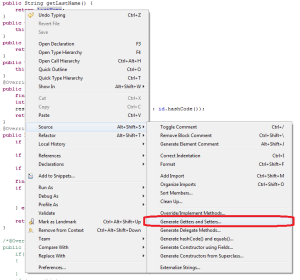 public String getLastName() {
Undo Typing Ctrl+Z
Revert File
Save
Open Declaration F3
Open Type Hierarchy F4
Open Call Hierarchy Ctrl+Alt+H
Quick Outline Ctrl+O
Quick Type Hierarchy Ctrl+T
Show In Alt+Shift+W
Cut Ctrl+X
Copy Ctrl+C
Paste Ctrl+V
Source Alt+Shift+S
Refactor Alt+Shift+T
Local History
References
Declarations
Add to Snippets...
Run As
Debug As
Profile As
Validate
Mark as Landmark Ctrl+Alt+Shift+Up
Remove from Context Ctrl+Alt+Shift+Down
Team
Compare With
Replace With
Preferences...
id.hashCode());
Toggle Comment Ctrl+/
Remove Block Comment Ctrl+Shift+\
Generate Element Comment Alt+Shift+J
Correct Indentation Ctrl+I
Format Ctrl+Shift+F
Add Import Ctrl+Shift+M
Organize Imports Ctrl+Shift+O
Sort Members...
Clean Up...
Override/Implement Methods...
Generate Getters and Setters...
Generate Delegate Methods...
Generate hashCode() and equals()...
Generate Constructor using Fields...
Generate Constructors from Superclass...
Externalize Strings...